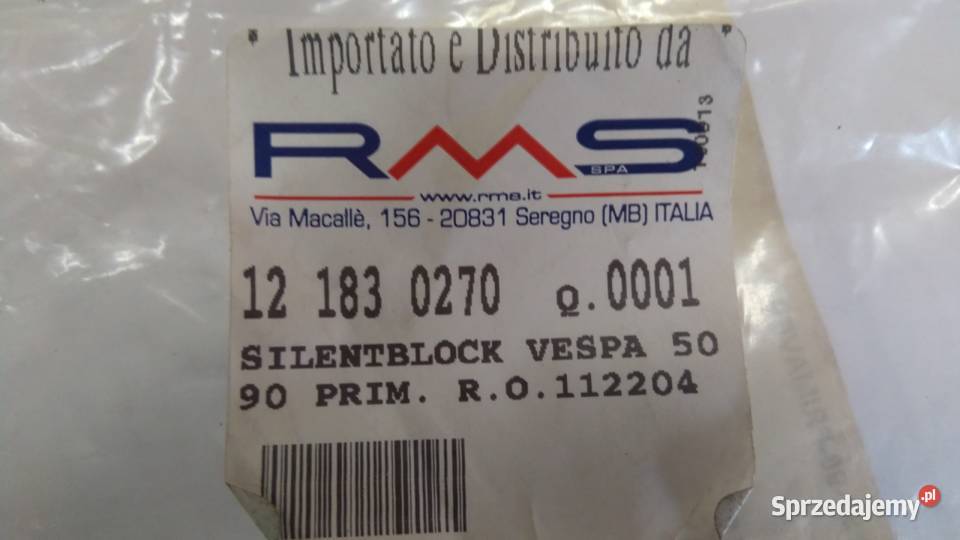 * Importato e Distribuito da *
RMS
SPA
www.rms.it
Via Macallè, 156 - 20831 Seregno (MB) ITALIA
12 183 0270 Q.0001
SILENTBLOCK VESPA 50
90 PRIM. R.O.112204
Sprzedajemy.pl